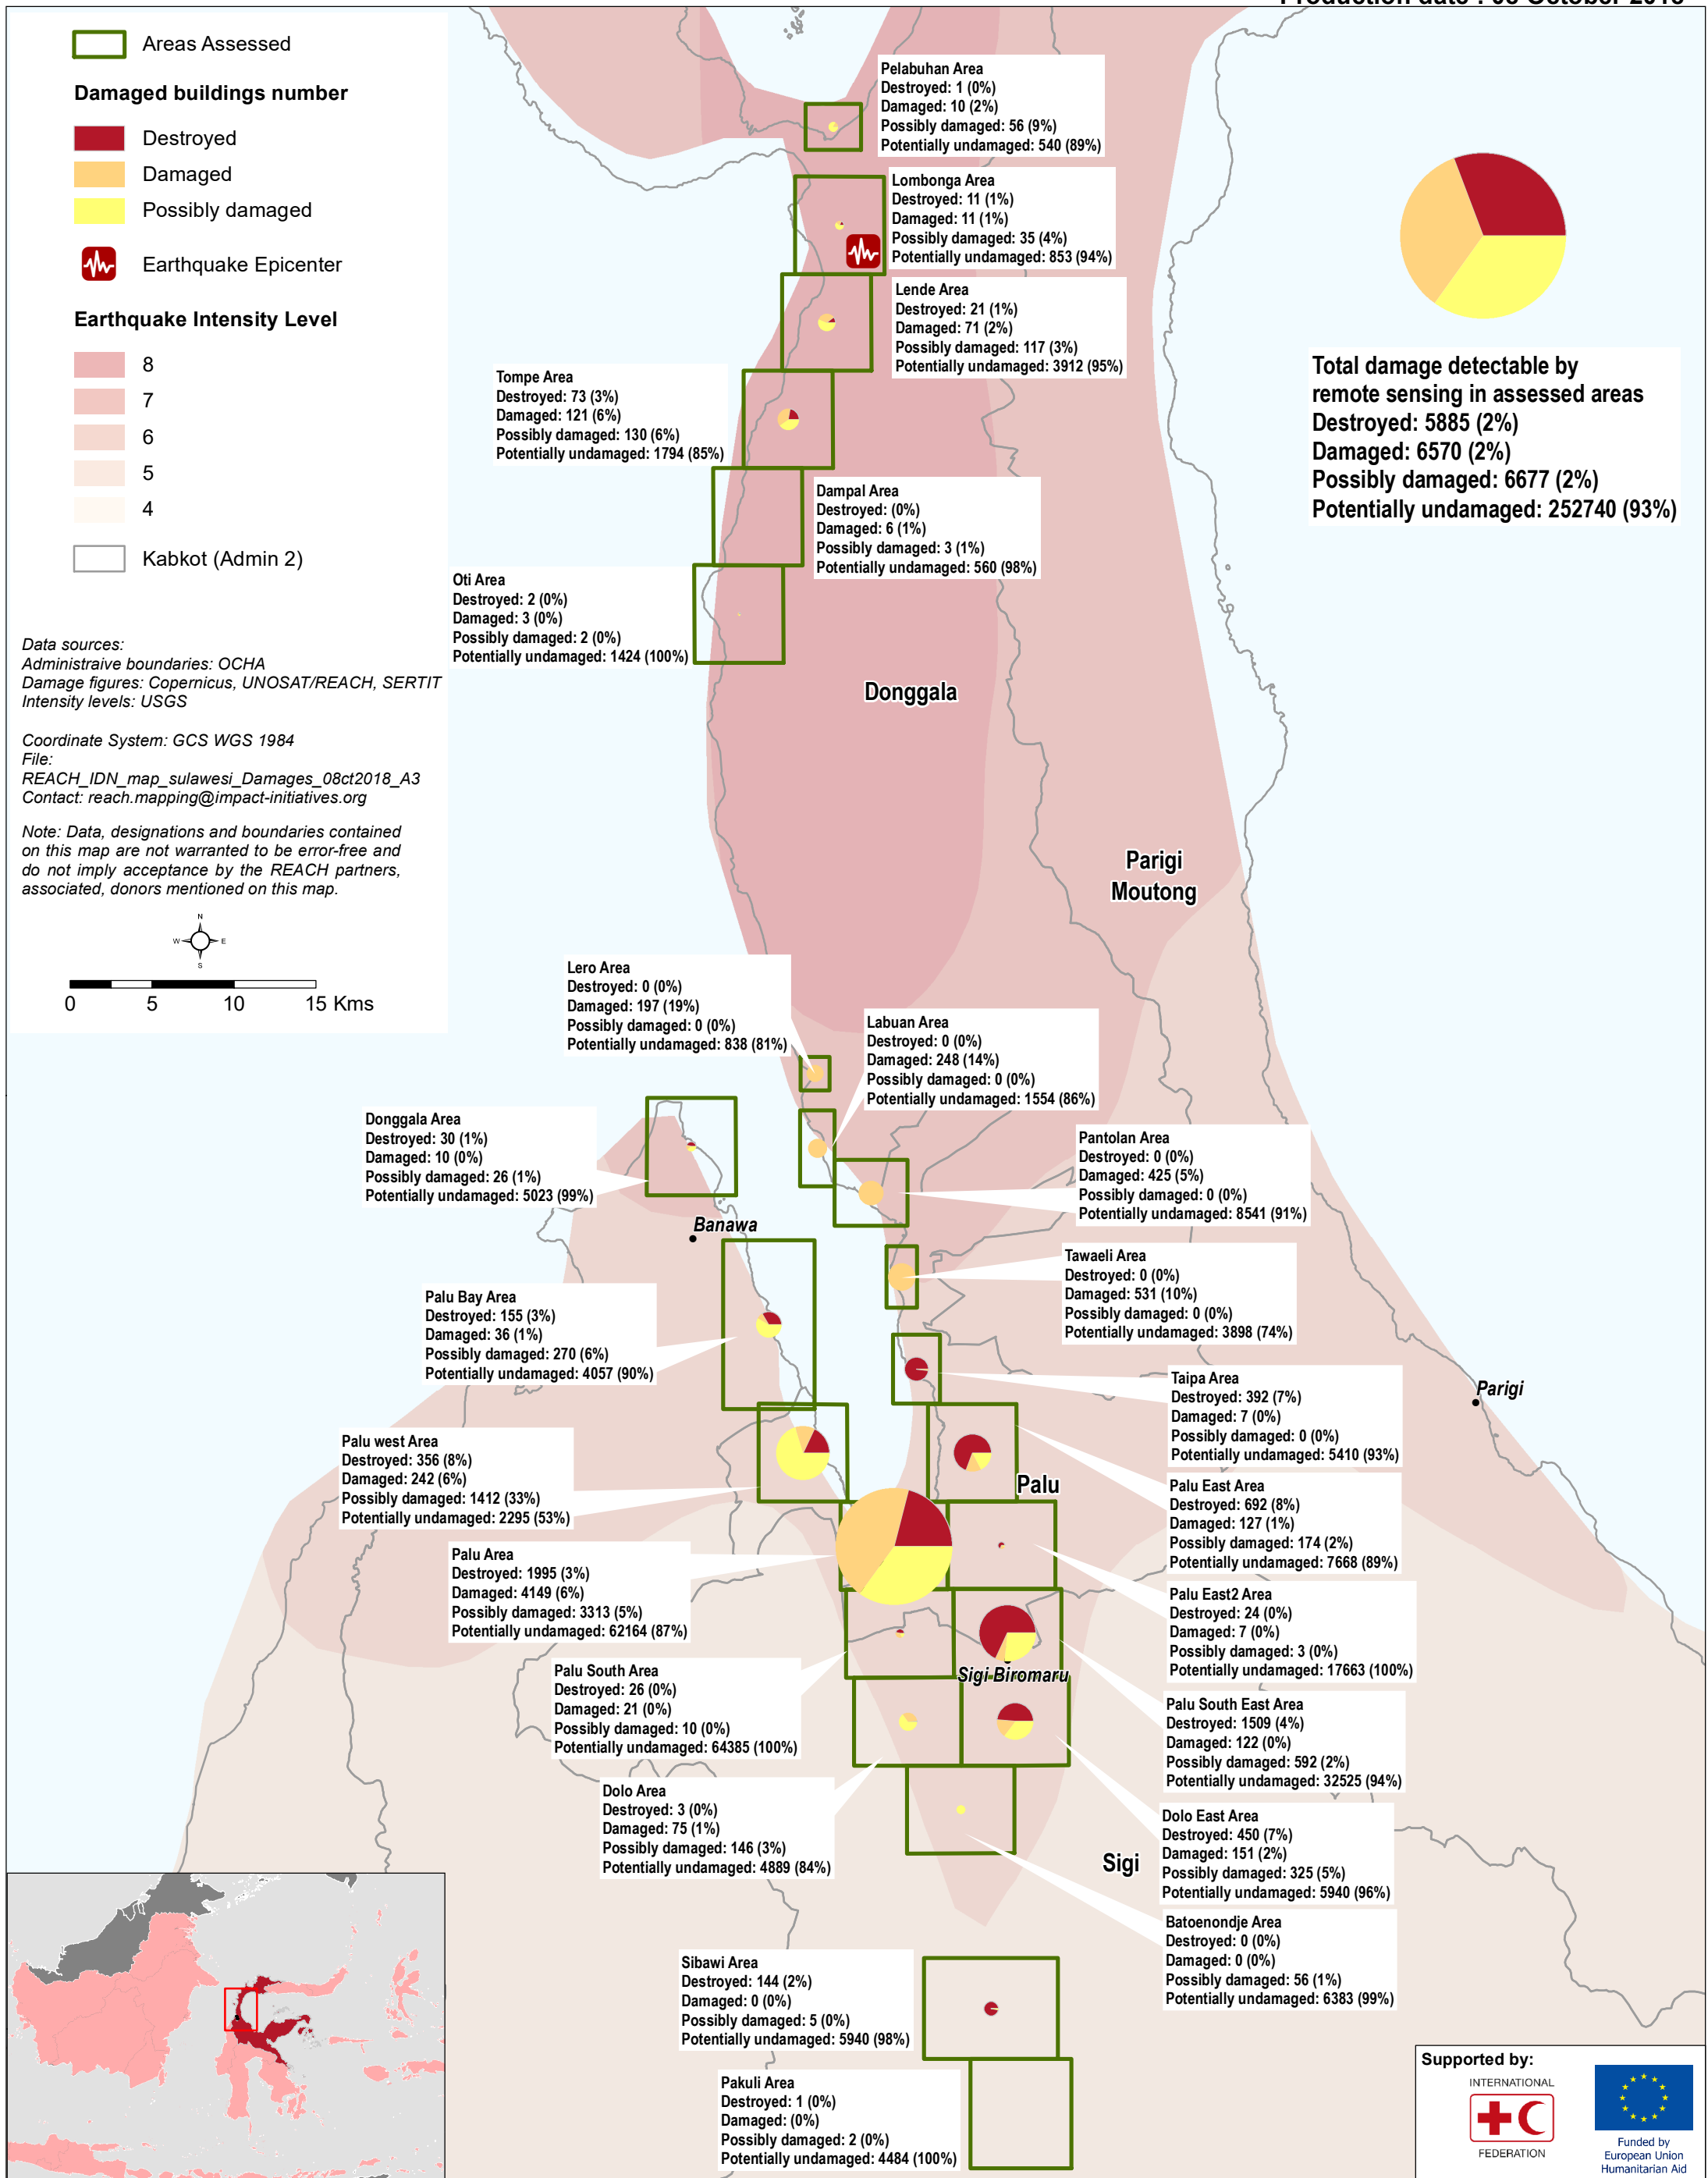 Areas Assessed
Damaged buildings number
Destroyed
Damaged
Possibly damaged
Earthquake Epicenter
Earthquake Intensity Level
8
7
6
5
4
Kabkot (Admin 2)
Data sources:
Administraive boundaries: OCHA
Damage figures: Copernicus, UNOSAT/REACH, SERTIT
Intensity levels: USGS
Coordinate System: GCS WGS 1984
File:
REACH_IDN_map_sulawesi_Damages_08ct2018_A3
Contact: reach.mapping@impact-initiatives.org
Note: Data, designations and boundaries contained
on this map are not warranted to be error-free and
do not imply acceptance by the REACH partners,
associated, donors mentioned on this map.
N
W E
S
0 5 10 15 Kms
Pelabuhan Area
Destroyed: 1 (0%)
Damaged: 10 (2%)
Possibly damaged: 56 (9%)
Potentially undamaged: 540 (89%)
Lombonga Area
Destroyed: 11 (1%)
Damaged: 11 (1%)
Possibly damaged: 35 (4%)
Potentially undamaged: 853 (94%)
Lende Area
Destroyed: 21 (1%)
Damaged: 71 (2%)
Possibly damaged: 117 (3%)
Potentially undamaged: 3912 (95%)
Total damage detectable by
remote sensing in assessed areas
Destroyed: 5885 (2%)
Damaged: 6570 (2%)
Possibly damaged: 6677 (2%)
Potentially undamaged: 252740 (93%)
Tompe Area
Destroyed: 73 (3%)
Damaged: 121 (6%)
Possibly damaged: 130 (6%)
Potentially undamaged: 1794 (85%)
Dampal Area
Destroyed: (0%)
Damaged: 6 (1%)
Possibly damaged: 3 (1%)
Potentially undamaged: 560 (98%)
Oti Area
Destroyed: 2 (0%)
Damaged: 3 (0%)
Possibly damaged: 2 (0%)
Potentially undamaged: 1424 (100%)
Donggala
Parigi
Moutong
Lero Area
Destroyed: 0 (0%)
Damaged: 197 (19%)
Possibly damaged: 0 (0%)
Potentially undamaged: 838 (81%)
Labuan Area
Destroyed: 0 (0%)
Damaged: 248 (14%)
Possibly damaged: 0 (0%)
Potentially undamaged: 1554 (86%)
Donggala Area
Destroyed: 30 (1%)
Damaged: 10 (0%)
Possibly damaged: 26 (1%)
Potentially undamaged: 5023 (99%)
Pantolan Area
Destroyed: 0 (0%)
Damaged: 425 (5%)
Possibly damaged: 0 (0%)
Potentially undamaged: 8541 (91%)
Banawa
Tawaeli Area
Destroyed: 0 (0%)
Damaged: 531 (10%)
Possibly damaged: 0 (0%)
Potentially undamaged: 3898 (74%)
Palu Bay Area
Destroyed: 155 (3%)
Damaged: 36 (1%)
Possibly damaged: 270 (6%)
Potentially undamaged: 4057 (90%)
Taipa Area
Destroyed: 392 (7%)
Damaged: 7 (0%)
Possibly damaged: 0 (0%)
Potentially undamaged: 5410 (93%)
Parigi
Palu west Area
Destroyed: 356 (8%)
Damaged: 242 (6%)
Possibly damaged: 1412 (33%)
Potentially undamaged: 2295 (53%)
Palu
Palu East Area
Destroyed: 692 (8%)
Damaged: 127 (1%)
Possibly damaged: 174 (2%)
Potentially undamaged: 7668 (89%)
Palu Area
Destroyed: 1995 (3%)
Damaged: 4149 (6%)
Possibly damaged: 3313 (5%)
Potentially undamaged: 62164 (87%)
Palu East2 Area
Destroyed: 24 (0%)
Damaged: 7 (0%)
Possibly damaged: 3 (0%)
Potentially undamaged: 17663 (100%)
Sigi Biromaru
Palu South Area
Destroyed: 26 (0%)
Damaged: 21 (0%)
Possibly damaged: 10 (0%)
Potentially undamaged: 64385 (100%)
Palu South East Area
Destroyed: 1509 (4%)
Damaged: 122 (0%)
Possibly damaged: 592 (2%)
Potentially undamaged: 32525 (94%)
Dolo Area
Destroyed: 3 (0%)
Damaged: 75 (1%)
Possibly damaged: 146 (3%)
Potentially undamaged: 4889 (84%)
Dolo East Area
Destroyed: 450 (7%)
Damaged: 151 (2%)
Possibly damaged: 325 (5%)
Potentially undamaged: 5940 (96%)
Sigi
Batoenondje Area
Destroyed: 0 (0%)
Damaged: 0 (0%)
Possibly damaged: 56 (1%)
Potentially undamaged: 6383 (99%)
Sibawi Area
Destroyed: 144 (2%)
Damaged: 0 (0%)
Possibly damaged: 5 (0%)
Potentially undamaged: 5940 (98%)
Pakuli Area
Destroyed: 1 (0%)
Damaged: (0%)
Possibly damaged: 2 (0%)
Potentially undamaged: 4484 (100%)
Supported by:
INTERNATIONAL
FEDERATION
Funded by
European Union
Humanitarian Aid